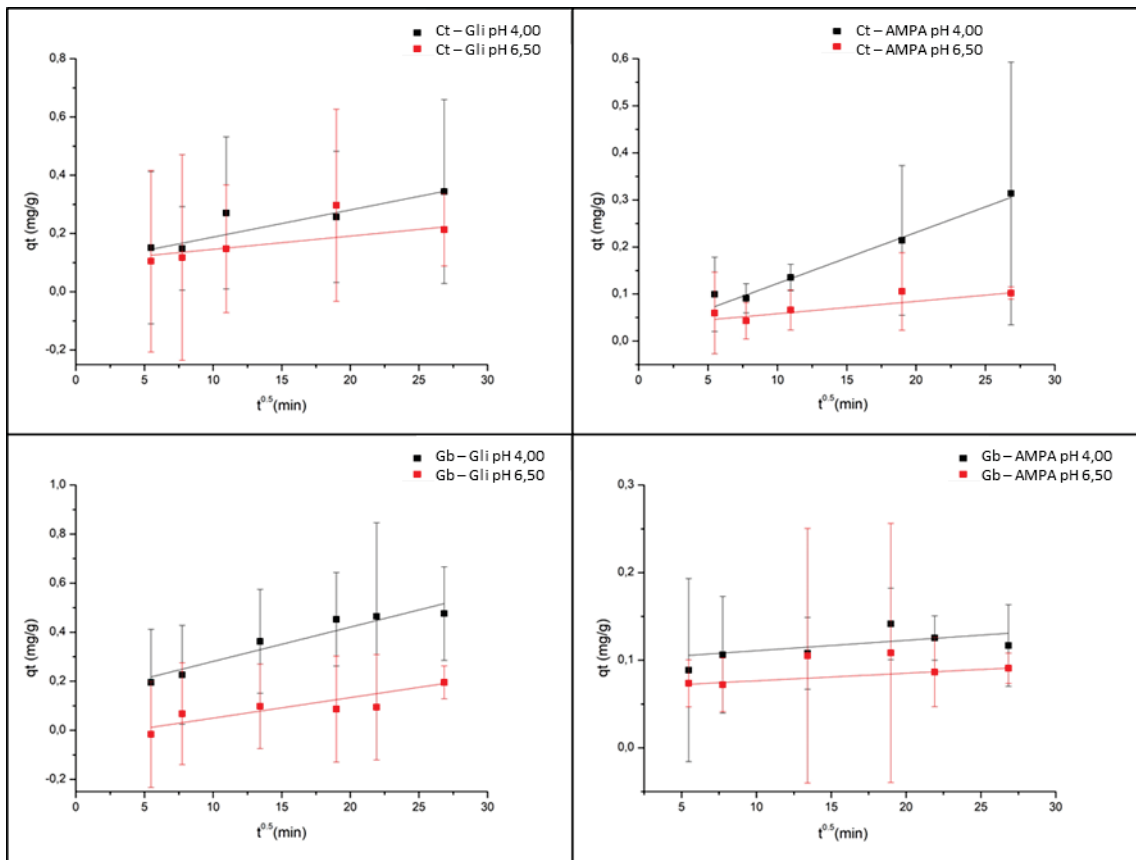 Ct – Gli pH 4,00
Ct – Gli pH 6,50
0,8
0,6
0,4
0,2
0,0
-0,2
qt (mg/g)
0 5 10 15 20 25 30
t^0.5(min)
Ct – AMPA pH 4,00
Ct – AMPA pH 6,50
0,6
0,5
0,4
0,3
0,2
0,1
0,0
qt (mg/g)
0 5 10 15 20 25 30
t^0.5(min)
Gb – Gli pH 4,00
Gb – Gli pH 6,50
1,0
0,8
0,6
0,4
0,2
0,0
-0,2
qt (mg/g)
0 5 10 15 20 25 30
t^0.5(min)
Gb – AMPA pH 4,00
Gb – AMPA pH 6,50
0,3
0,2
0,1
0,0
qt (mg/g)
5 10 15 20 25 30
t^0.5(min)